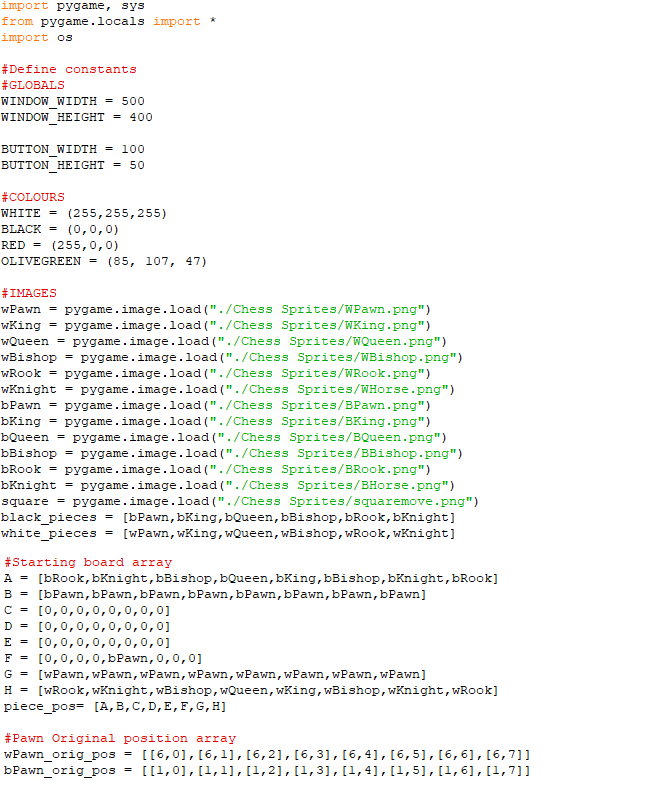 import pygame, sys
from pygame.locals import *
import os
#Define constants
#GLOBALS
WINDOW_WIDTH = 500
WINDOW_HEIGHT = 400
BUTTON_WIDTH = 100
BUTTON_HEIGHT = 50
#COLOURS
WHITE = (255,255,255)
BLACK = (0,0,0)
RED = (255,0,0)
OLIVEGREEN = (85, 107, 47)
#IMAGES
wPawn = pygame.image.load("./Chess Sprites/WPawn.png")
wKing = pygame.image.load("./Chess Sprites/WKing.png")
wQueen = pygame.image.load("./Chess Sprites/WQueen.png")
wBishop = pygame.image.load("./Chess Sprites/WBishop.png")
wRook = pygame.image.load("./Chess Sprites/WRook.png")
wKnight = pygame.image.load("./Chess Sprites/WHorse.png")
bPawn = pygame.image.load("./Chess Sprites/BPawn.png")
bKing = pygame.image.load("./Chess Sprites/BKing.png")
bQueen = pygame.image.load("./Chess Sprites/BQueen.png")
bBishop = pygame.image.load("./Chess Sprites/BBishop.png")
bRook = pygame.image.load("./Chess Sprites/BRook.png")
bKnight = pygame.image.load("./Chess Sprites/BHorse.png")
square = pygame.image.load("./Chess Sprites/squaremove.png")
black_pieces = [bPawn,bKing,bQueen,bBishop,bRook,bKnight]
white_pieces = [wPawn,wKing,wQueen,wBishop,wRook,wKnight]
#Starting board array
A = [bRook,bKnight,bBishop,bQueen,bKing,bBishop,bKnight,bRook]
B = [bPawn,bPawn,bPawn,bPawn,bPawn,bPawn,bPawn,bPawn]
C = [0,0,0,0,0,0,0,0]
D = [0,0,0,0,0,0,0,0]
E = [0,0,0,0,0,0,0,0]
F = [0,0,0,0,bPawn,0,0,0]
G = [wPawn,wPawn,wPawn,wPawn,wPawn,wPawn,wPawn,wPawn]
H = [wRook,wKnight,wBishop,wQueen,wKing,wBishop,wKnight,wRook]
piece_pos= [A,B,C,D,E,F,G,H]
#Pawn Original position array
wPawn_orig_pos = [[6,0],[6,1],[6,2],[6,3],[6,4],[6,5],[6,6],[6,7]]
bPawn_orig_pos = [[1,0],[1,1],[1,2],[1,3],[1,4],[1,5],[1,6],[1,7]]